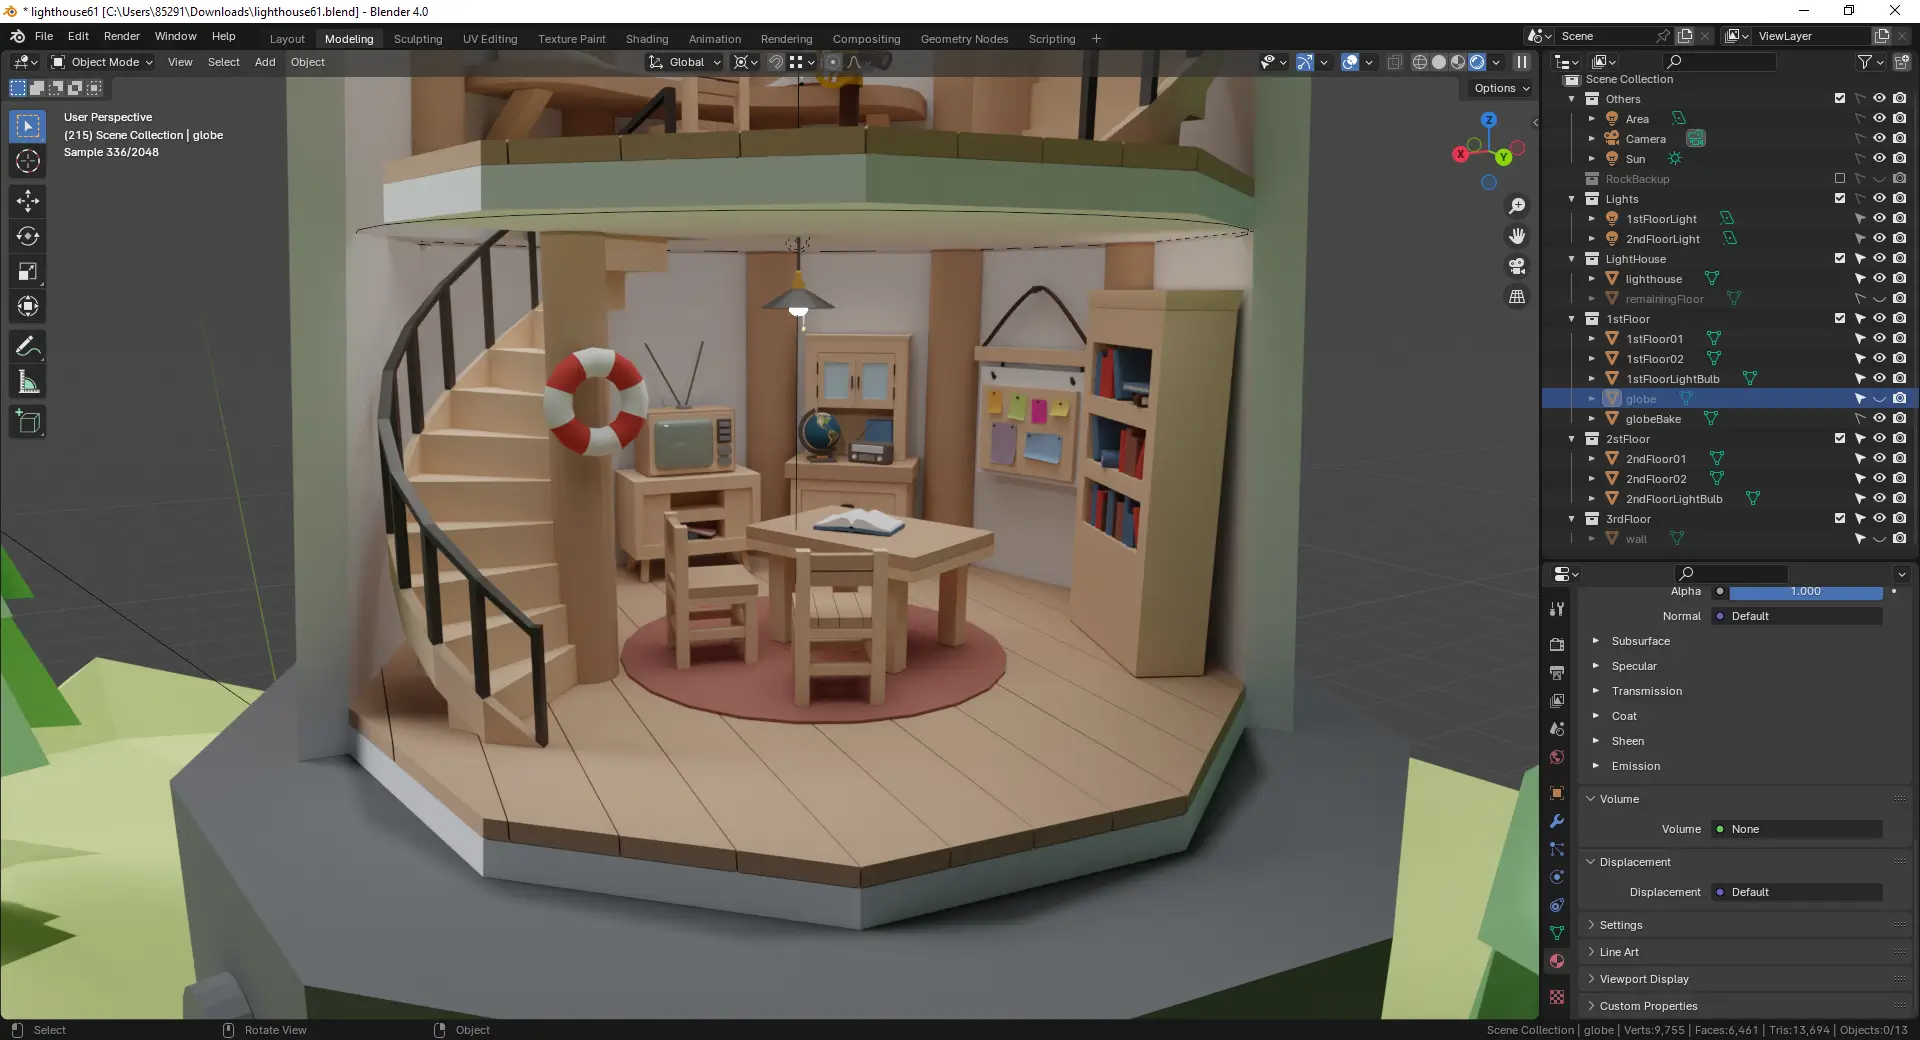 * lighthouse61 [C:\Users\85291\Downloads\lighthouse61.blend] - Blender 4.0
File Edit Render Window Help
Layout Modeling Sculpting UV Editing Texture Paint Shading Animation Rendering Compositing Geometry Nodes Scripting +
Scene
ViewLayer
Object Mode View Select Add Object
Global
Options
User Perspective
(215) Scene Collection | globe
Sample 336/2048
Z
X
Y
Scene Collection
Others
Area
Camera
Sun
RockBackup
Lights
1stFloorLight
2ndFloorLight
LightHouse
lighthouse
remainingFloor
1stFloor
1stFloor01
1stFloor02
1stFloorLightBulb
globe
globeBake
2stFloor
2ndFloor01
2ndFloor02
2ndFloorLightBulb
3rdFloor
wall
Alpha 1.000
Normal Default
Subsurface
Specular
Transmission
Coat
Sheen
Emission
Volume
Volume None
Displacement
Displacement Default
Settings
Line Art
Viewport Display
Custom Properties
Select Rotate View Object
Scene Collection | globe | Verts:9,755 | Faces:6,461 | Tris:13,694 | Objects:0/13